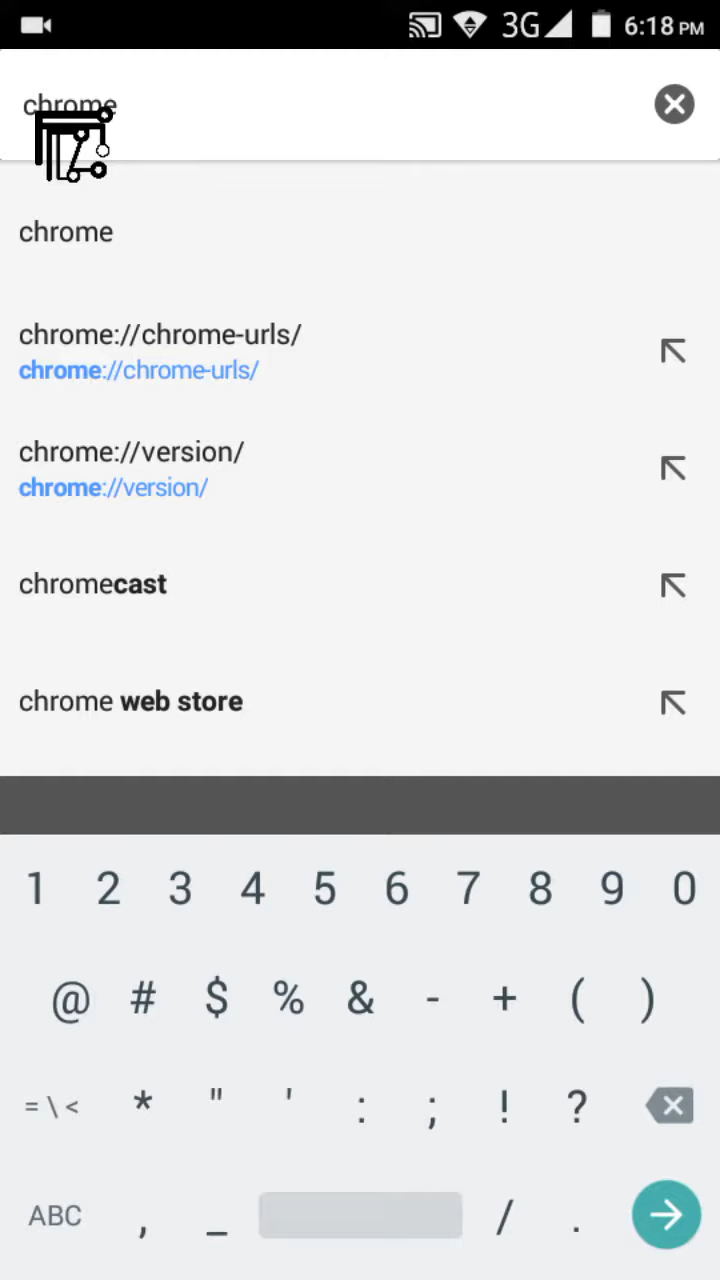 3G 6:18 PM
chrome
chrome
chrome://chrome-urls/
chrome://chrome-urls/
chrome://version/
chrome://version/
chromecast
chrome web store
1 2 3 4 5 6 7 8 9 0
@ # $ % & - + ( )
= \ < * " ' : ; ! ?
ABC , _ / .